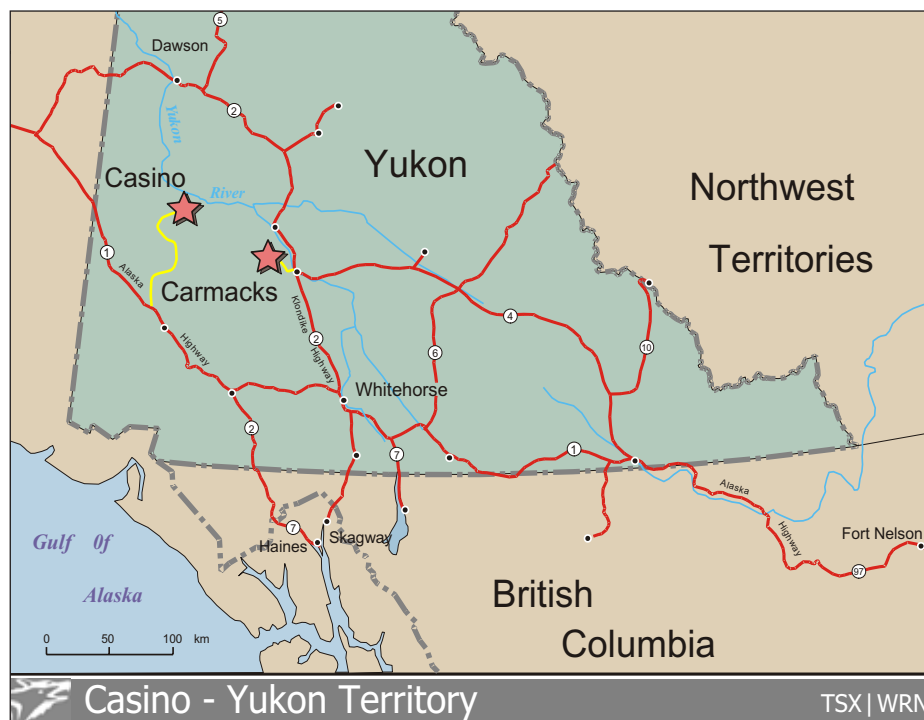 5
Dawson
2
Yukon
Casino
River
Yukon
Northwest
Territories
1
Alaska
Carmacks
Klondike
4
Highway
2
Highway
6
10
Whitehorse
2
7
1
Alaska
Highway
7
Haines
Skagway
Fort Nelson
97
Gulf 0f
Alaska
British
Columbia
0 50 100 km
Casino - Yukon Territory
TSX | WRN